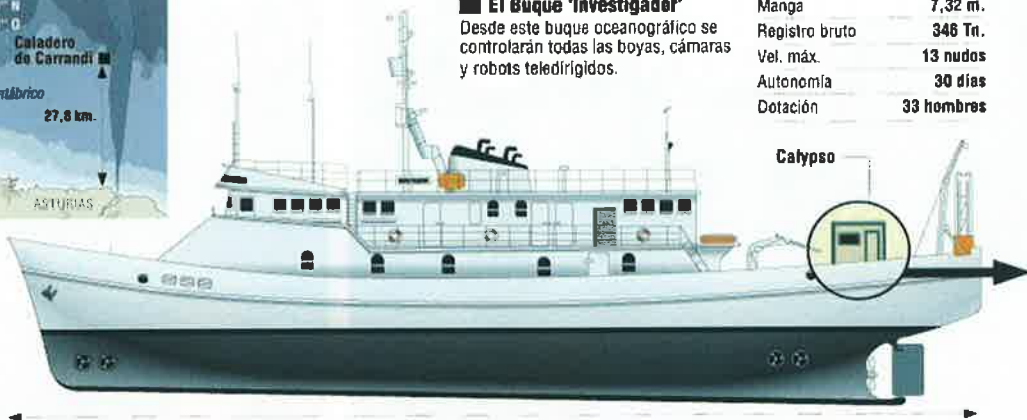 N
O
Caladero
de Carrandi
27,8 km.
ASTURIAS
El Buque 'Investigador'
Desde este buque oceanográfico se
controlarán todas las boyas, cámaras
y robots teledirigidos.
Manga 7,32 m.
Registro bruto 346 Tn.
Vel. máx. 13 nudos
Autonomía 30 días
Dotación 33 hombres
Calypso